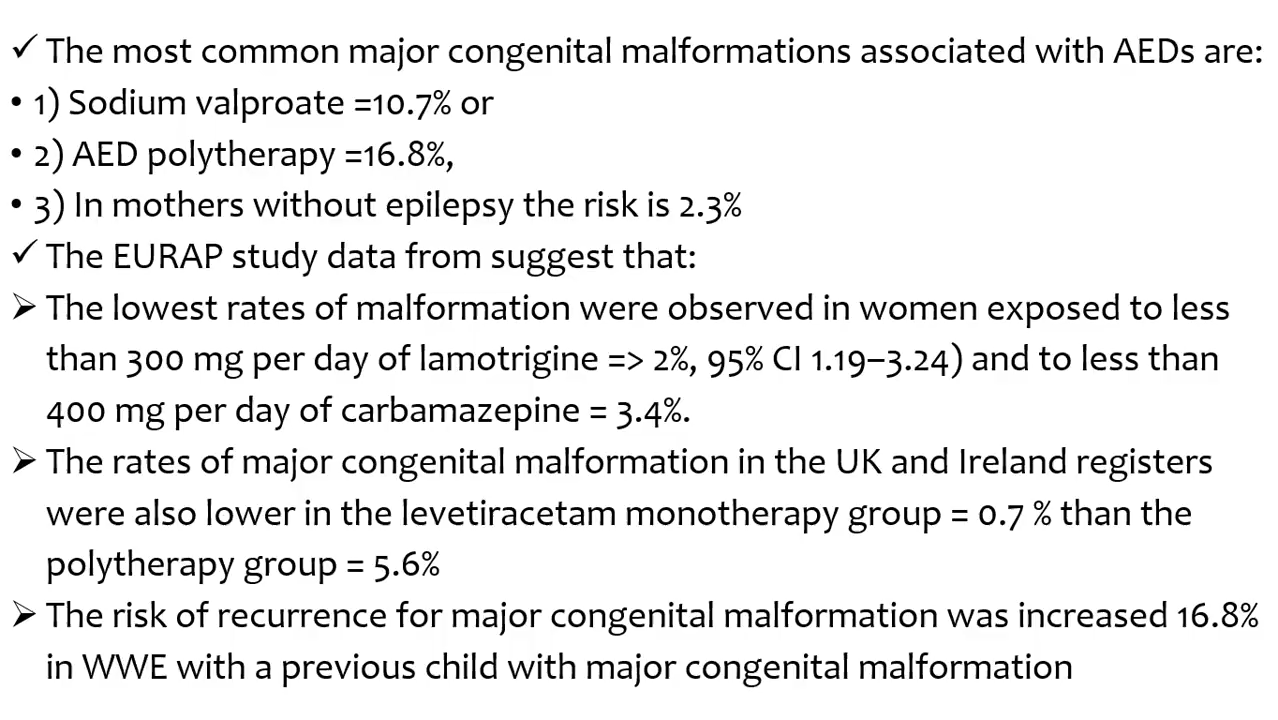 ✓ The most common major congenital malformations associated with AEDs are:
• 1) Sodium valproate =10.7% or
• 2) AED polytherapy =16.8%,
• 3) In mothers without epilepsy the risk is 2.3%
✓ The EURAP study data from suggest that:
➢ The lowest rates of malformation were observed in women exposed to less
than 300 mg per day of lamotrigine => 2%, 95% CI 1.19–3.24) and to less than
400 mg per day of carbamazepine = 3.4%.
➢ The rates of major congenital malformation in the UK and Ireland registers
were also lower in the levetiracetam monotherapy group = 0.7 % than the
polytherapy group = 5.6%
➢ The risk of recurrence for major congenital malformation was increased 16.8%
in WWE with a previous child with major congenital malformation